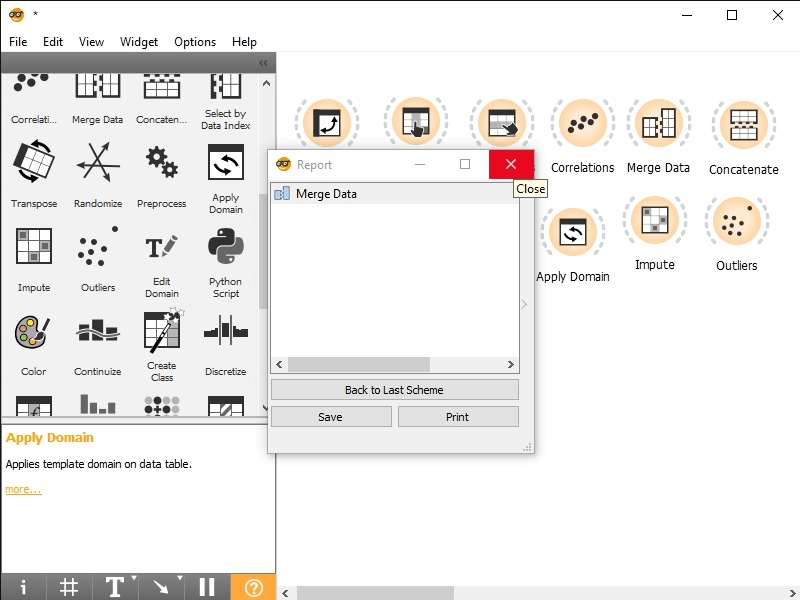 *
File Edit View Widget Options Help
Correlati... Merge Data Concaten... Select by Data Index
Transpose Randomize Preprocess Apply Domain
Impute Outliers Edit Domain Python Script
Color Continuize Create Class Discretize
Apply Domain
Applies template domain on data table.
more...
Report
Close
Merge Data
Back to Last Scheme
Save Print
Correlations Merge Data Concatenate
Apply Domain Impute Outliers